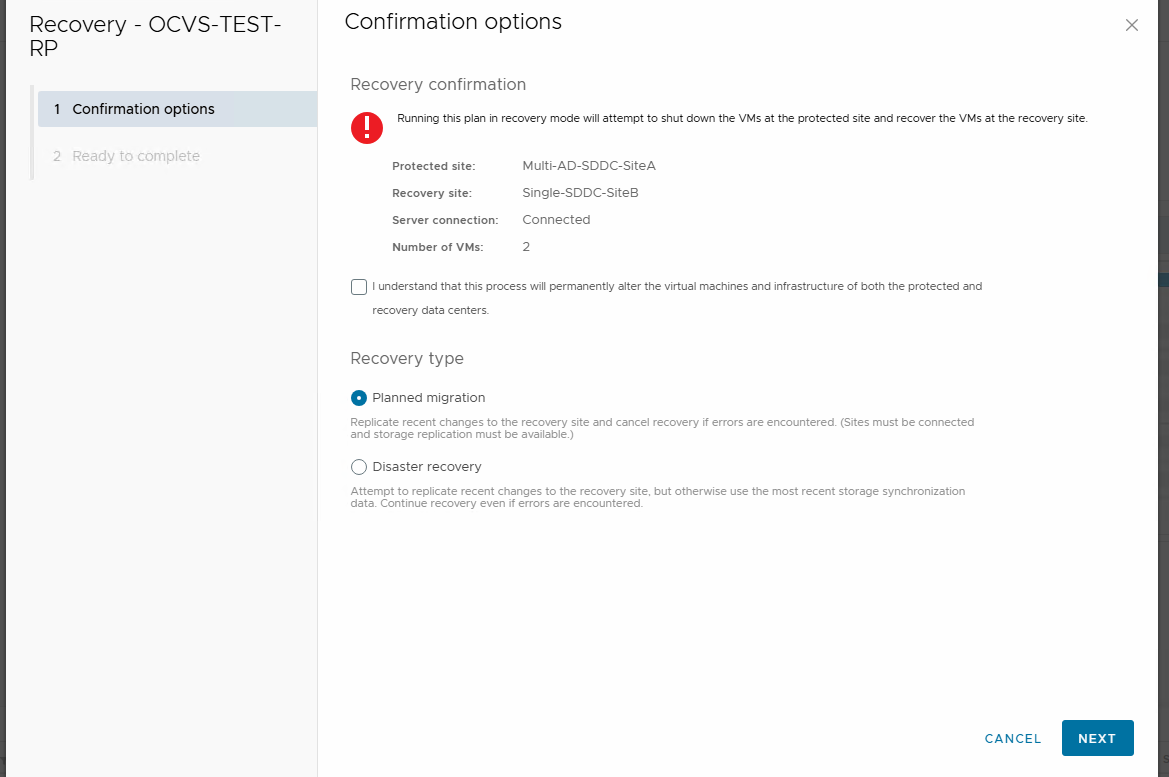 Recovery - OCVS-TEST-
RP
1 Confirmation options
2 Ready to complete
Confirmation options
Recovery confirmation
Running this plan in recovery mode will attempt to shut down the VMs at the protected site and recover the VMs at the recovery site.
Protected site: Multi-AD-SDDC-SiteA
Recovery site: Single-SDDC-SiteB
Server connection: Connected
Number of VMs: 2
I understand that this process will permanently alter the virtual machines and infrastructure of both the protected and
recovery data centers.
Recovery type
Planned migration
Replicate recent changes to the recovery site and cancel recovery if errors are encountered. (Sites must be connected
and storage replication must be available.)
Disaster recovery
Attempt to replicate recent changes to the recovery site, but otherwise use the most recent storage synchronization
data. Continue recovery even if errors are encountered.
CANCEL NEXT